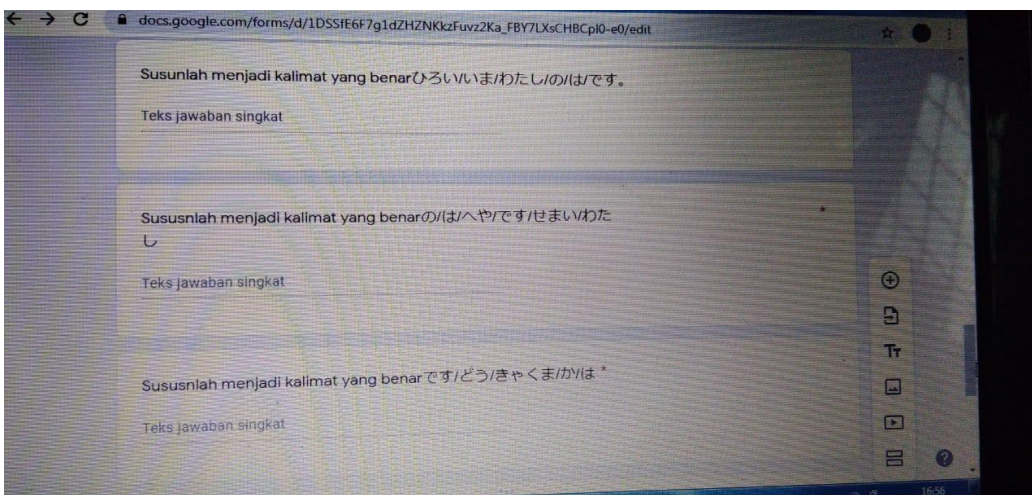 docs.google.com/forms/d/1DSSfE6F7g1dZHZNKkzFuvz2Ka_FBY7LXsCHBCpl0-e0/edit
Susunlah menjadi kalimat yang benarひろい/いま/わたし/の/は/です。
Teks jawaban singkat
Sususnlah menjadi kalimat yang benarの/は/へや/です/せまい/わた
し
*
Teks jawaban singkat
Tт
Sususnlah menjadi kalimat yang benarです/どう/きゃくま/か/は *
Teks jawaban singkat
16:56